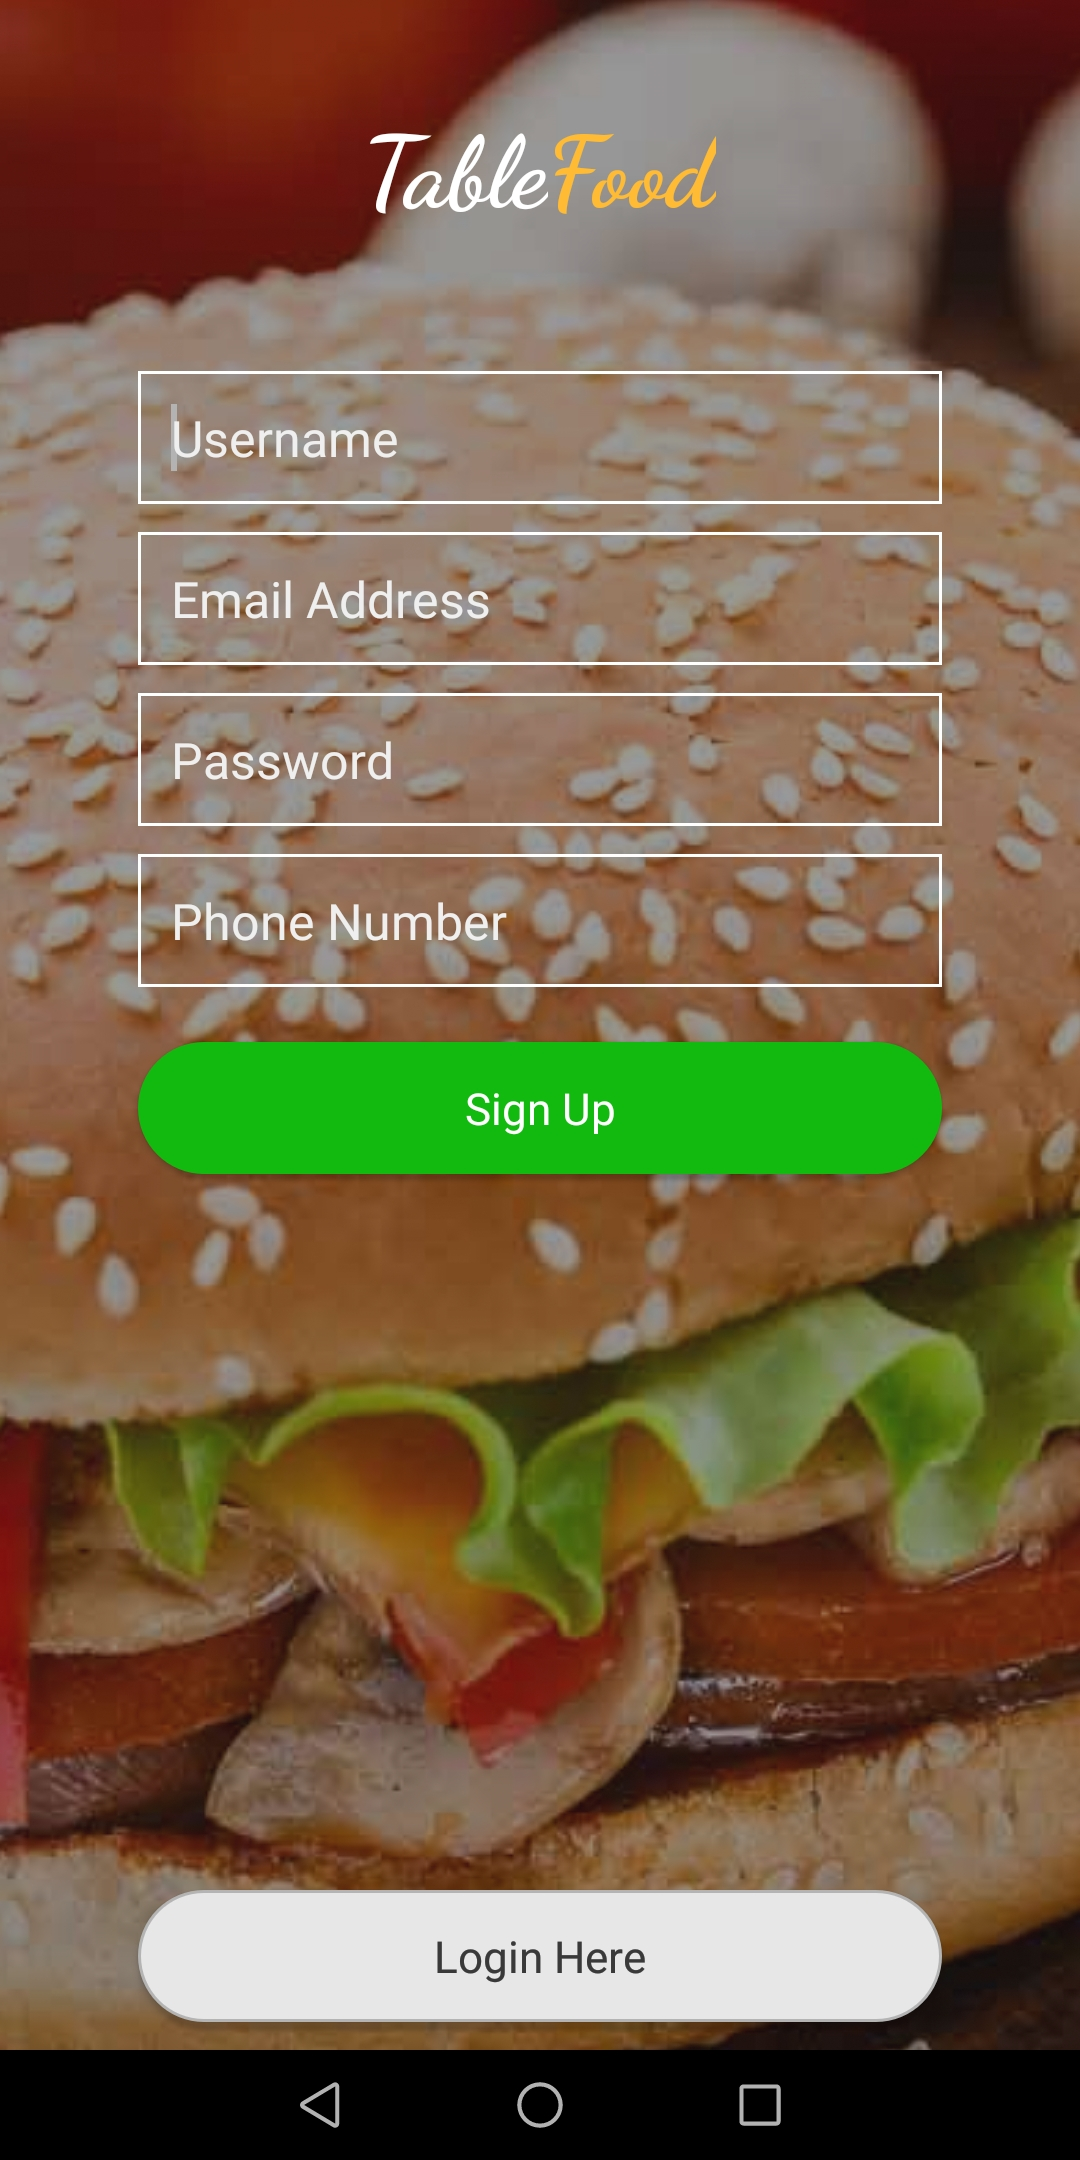 TableFood
Username
Email Address
Password
Phone Number
Sign Up
Login Here